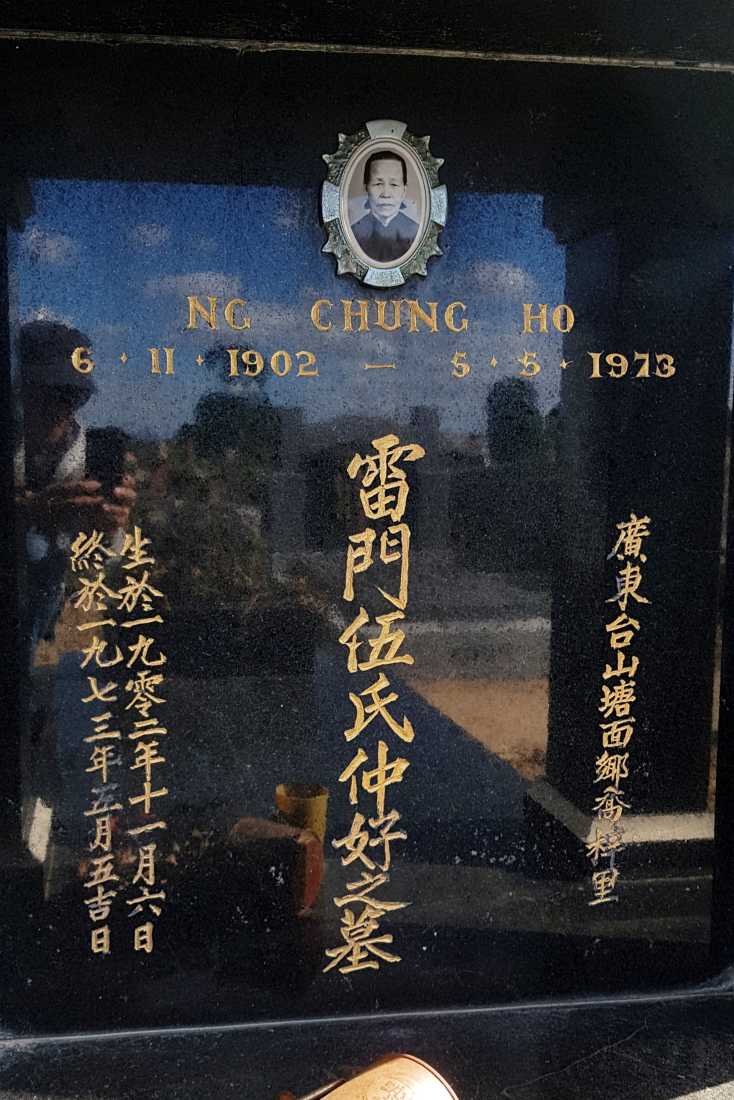 NG CHUNG HO
6 · 11 · 1902 — 5 · 5 · 1973
廣東台山塘面鄉喬梓里
雷門伍氏仲好之墓
生於一九零二年十一月六日
終於一九七三年五月五吉日